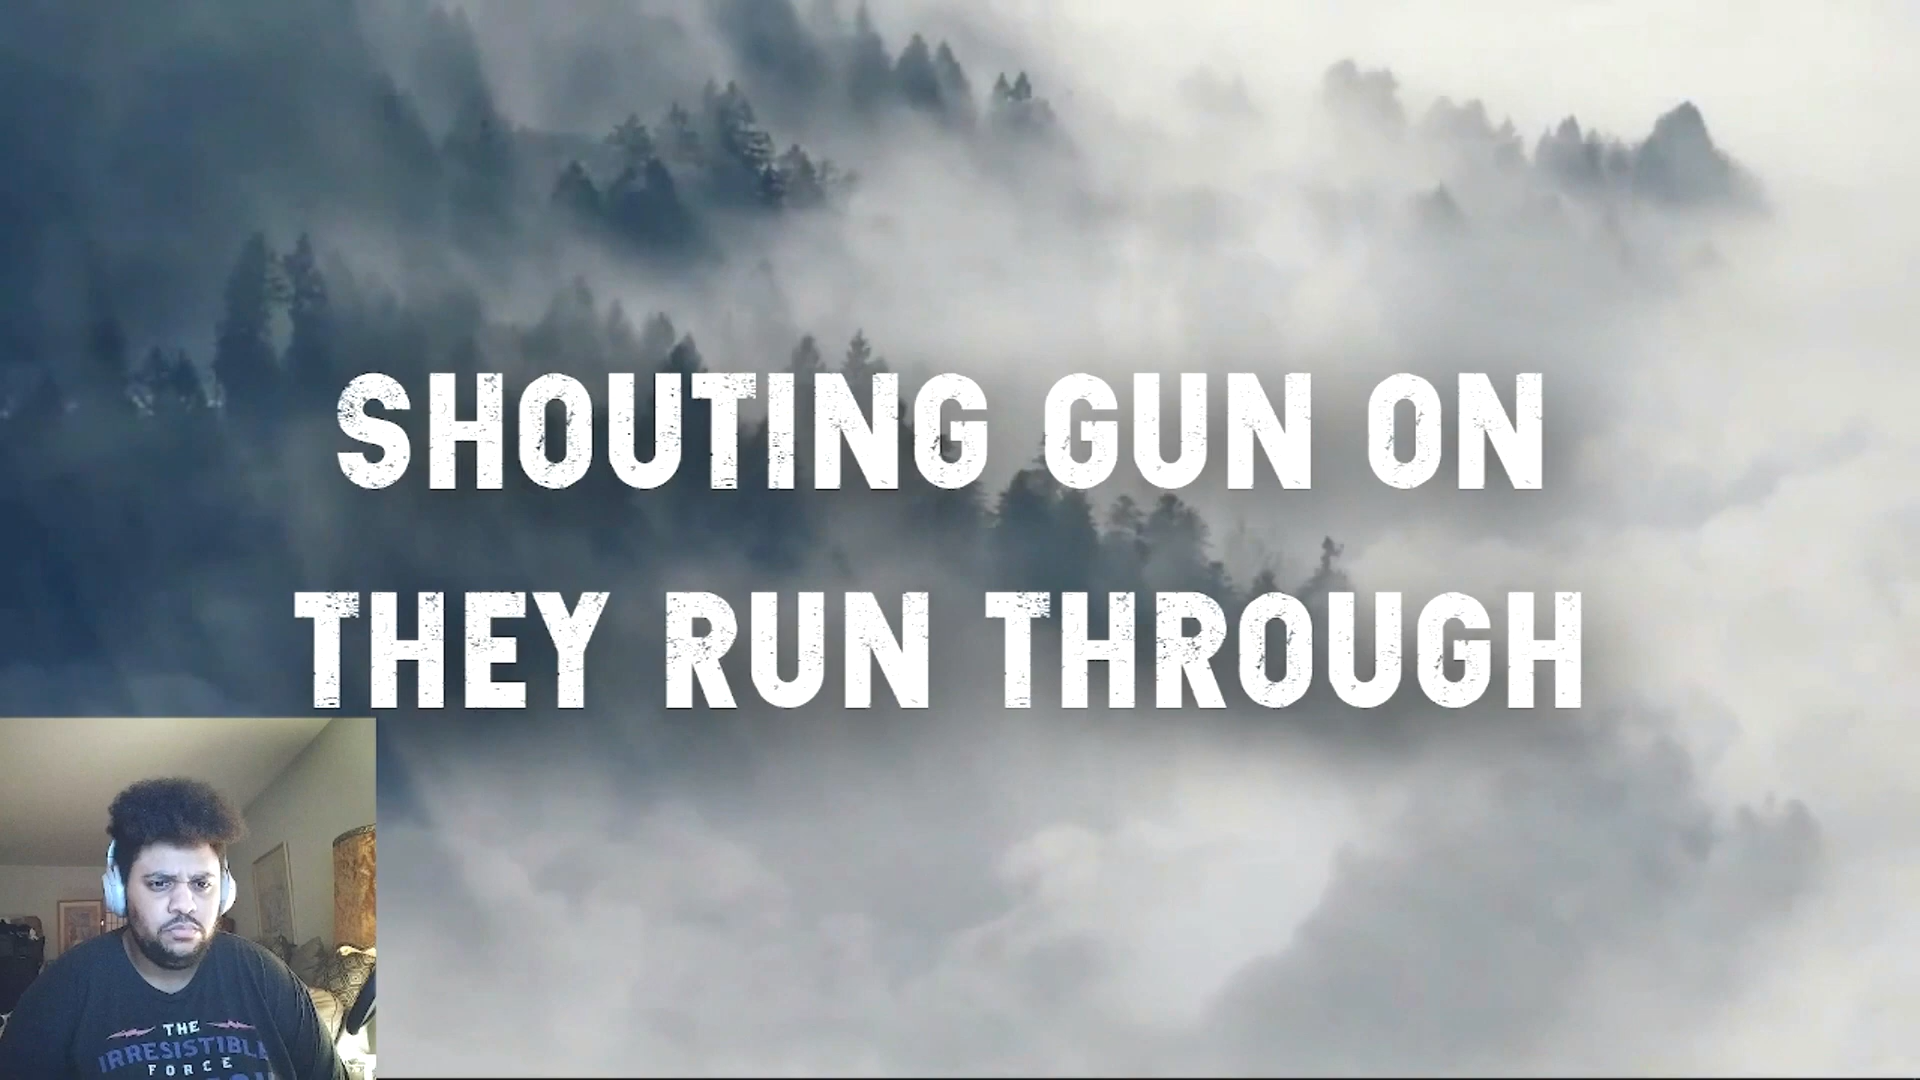 SHOUTING GUN ON
THEY RUN THROUGH
THE
IRRESISTIBLE
FORCE